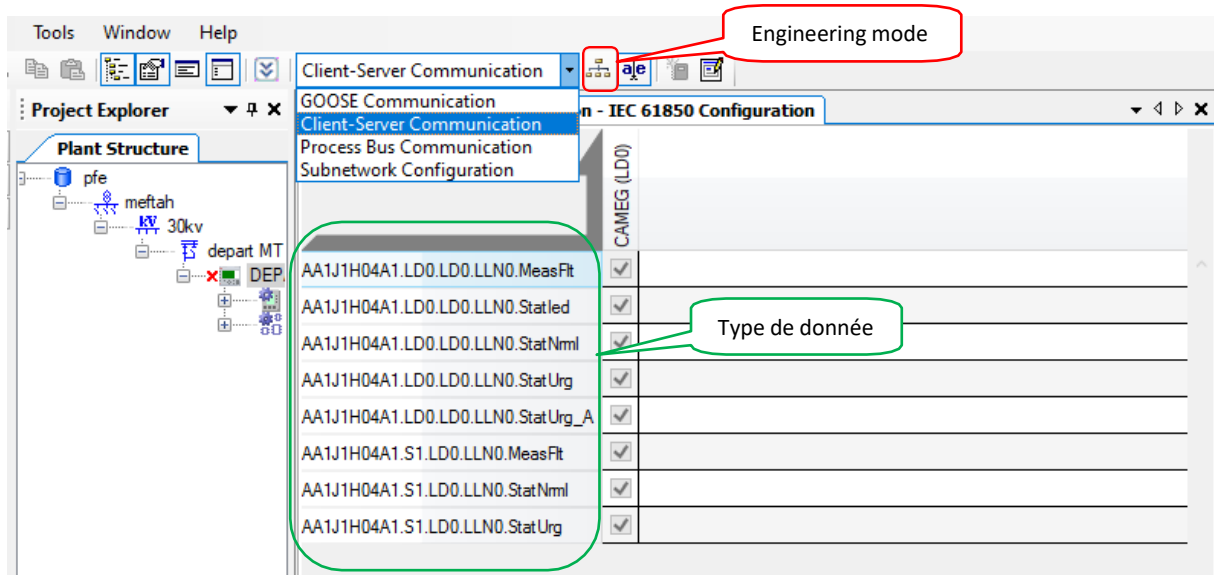 Tools Window Help
Engineering mode
Client-Server Communication
GOOSE Communication
Client-Server Communication
Process Bus Communication
Subnetwork Configuration
Project Explorer
n - IEC 61850 Configuration
Plant Structure
pfe
meftah
30kv
depart MT
DEP
CAMEG (LD0)
AA1J1H04A1.LD0.LD0.LLN0.MeasFlt
AA1J1H04A1.LD0.LD0.LLN0.Statled
AA1J1H04A1.LD0.LD0.LLN0.StatNrml
AA1J1H04A1.LD0.LD0.LLN0.StatUrg
AA1J1H04A1.LD0.LD0.LLN0.StatUrg_A
AA1J1H04A1.S1.LD0.LLN0.MeasFlt
AA1J1H04A1.S1.LD0.LLN0.StatNrml
AA1J1H04A1.S1.LD0.LLN0.StatUrg
Type de donnée